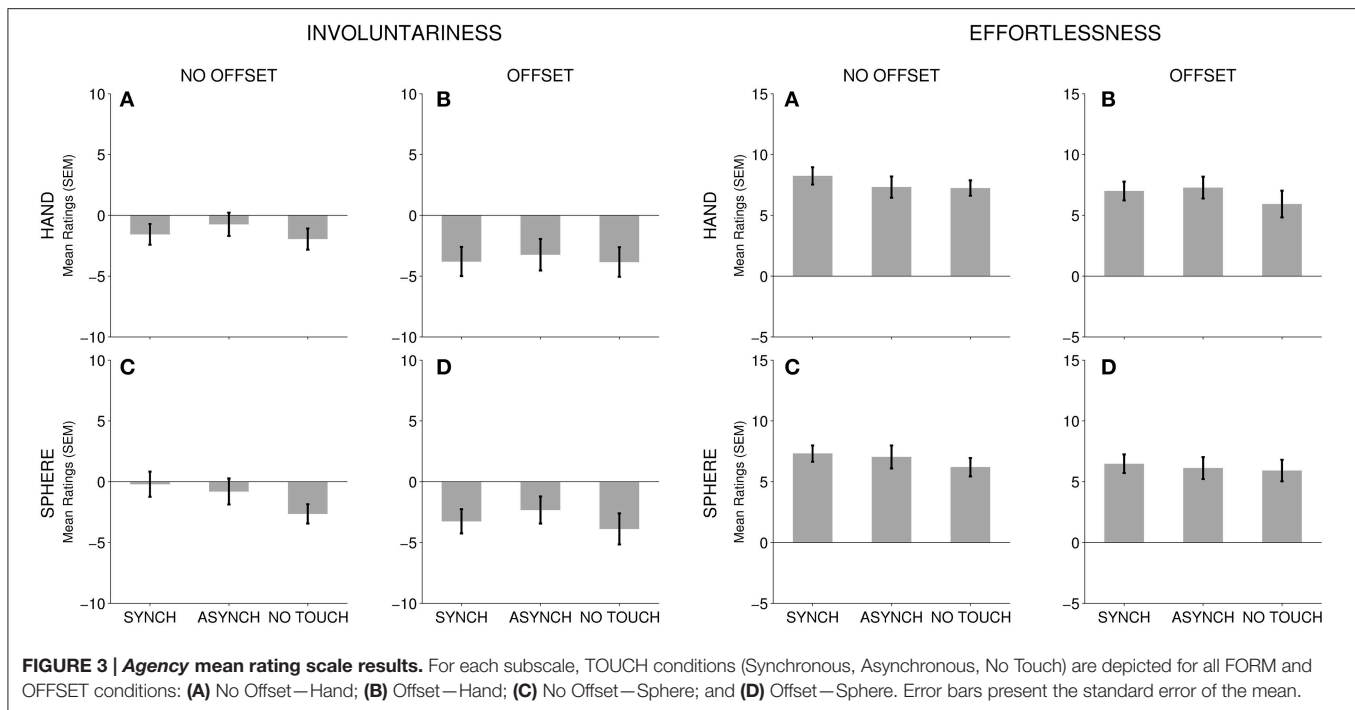 INVOLUNTARINESS
EFFORTLESSNESS
NO OFFSET
OFFSET
NO OFFSET
OFFSET
A
B
A
B
HAND
Mean Ratings (SEM)
10
5
0
−5
−10
10
5
0
−5
−10
HAND
Mean Ratings (SEM)
15
10
5
0
−5
15
10
5
0
−5
C
D
C
D
SPHERE
Mean Ratings (SEM)
10
5
0
−5
−10
10
5
0
−5
−10
SPHERE
Mean Ratings (SEM)
15
10
5
0
−5
15
10
5
0
−5
SYNCH ASYNCH NO TOUCH
SYNCH ASYNCH NO TOUCH
SYNCH ASYNCH NO TOUCH
SYNCH ASYNCH NO TOUCH
FIGURE 3 | Agency mean rating scale results. For each subscale, TOUCH conditions (Synchronous, Asynchronous, No Touch) are depicted for all FORM and
OFFSET conditions: (A) No Offset—Hand; (B) Offset—Hand; (C) No Offset—Sphere; and (D) Offset—Sphere. Error bars present the standard error of the mean.